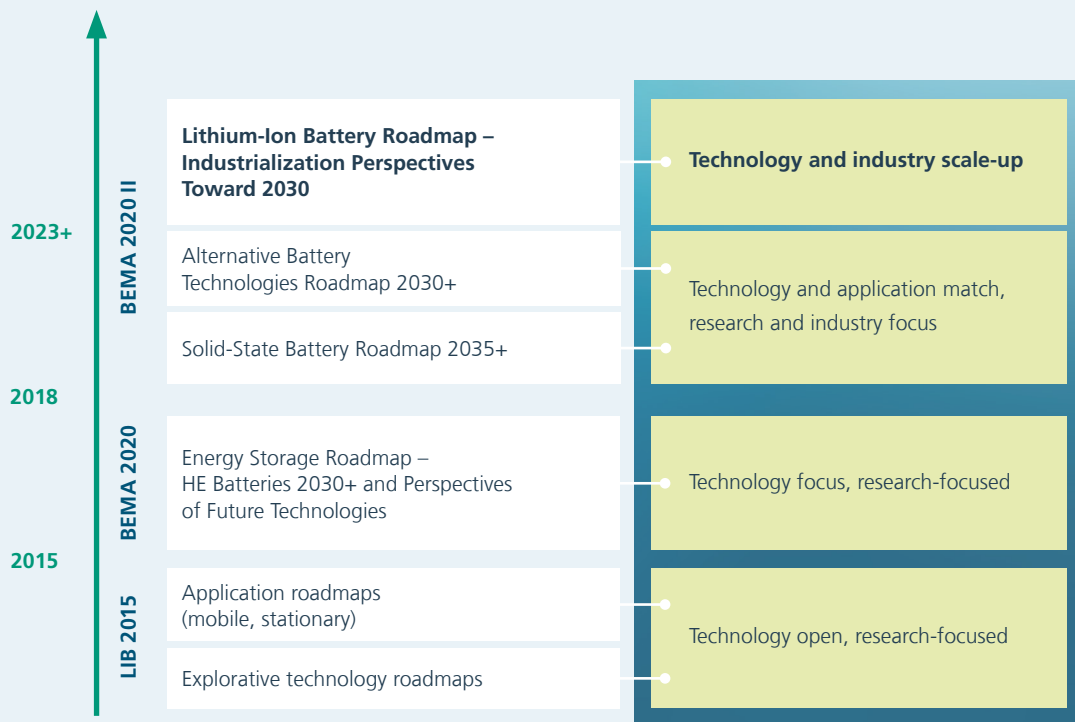 Lithium-Ion Battery Roadmap –
Industrialization Perspectives
Toward 2030
Technology and industry scale-up
2023+
BEMA 2020 II
Alternative Battery
Technologies Roadmap 2030+
Solid-State Battery Roadmap 2035+
Technology and application match,
research and industry focus
2018
BEMA 2020
Energy Storage Roadmap –
HE Batteries 2030+ and Perspectives
of Future Technologies
Technology focus, research-focused
2015
LIB 2015
Application roadmaps
(mobile, stationary)
Explorative technology roadmaps
Technology open, research-focused